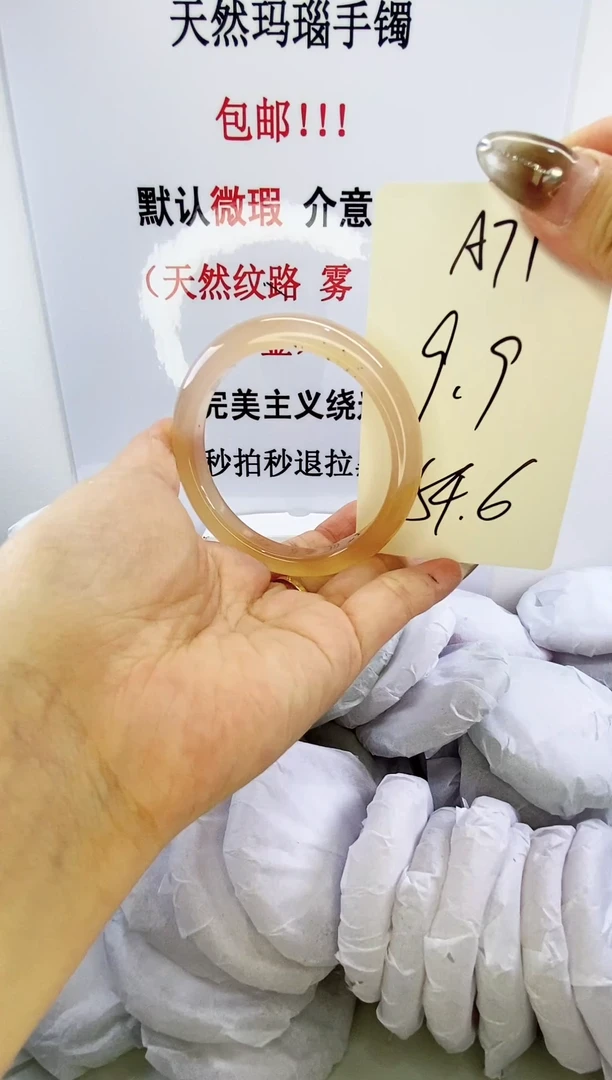 天然玛瑙手镯
包邮!!!
默认微瑕 介意
（天然纹路 雾
完美主义绕
秒拍秒退拉
A71
9.9
54.6